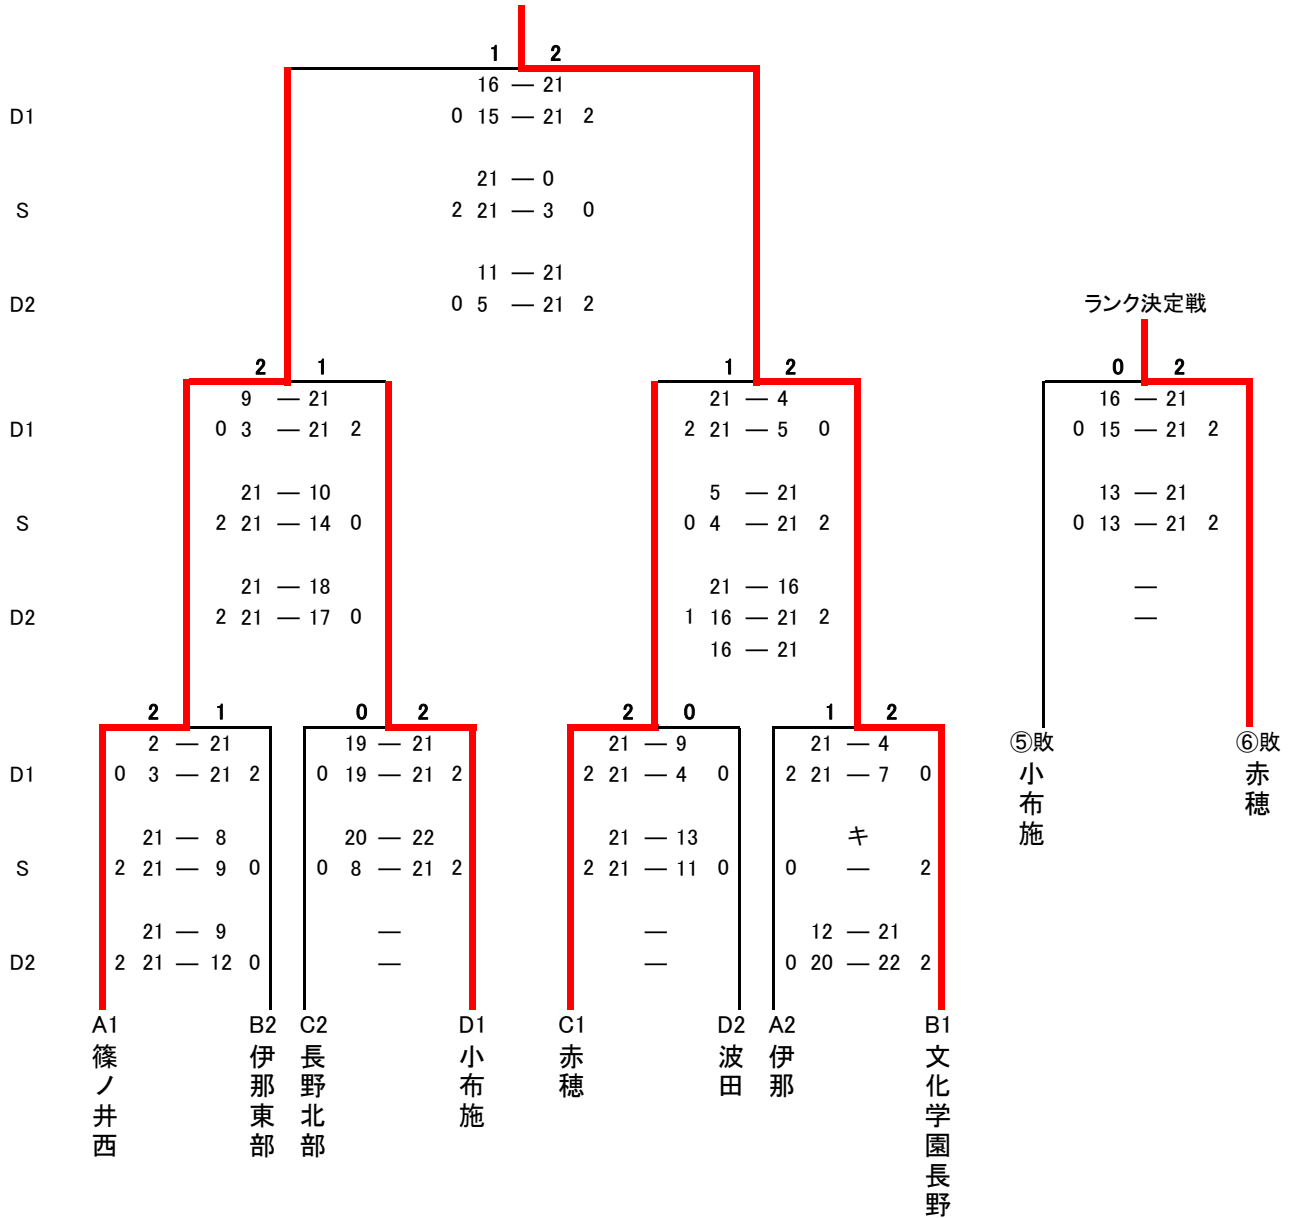 1 2
16 — 21
D1 0 15 — 21 2
21 — 0
S 2 21 — 3 0
11 — 21
D2 0 5 — 21 2
ランク決定戦
2 1 1 2 0 2
9 — 21 21 — 4 16 — 21
D1 0 3 — 21 2 2 21 — 5 0 0 15 — 21 2
21 — 10 5 — 21 13 — 21
S 2 21 — 14 0 0 4 — 21 2 0 13 — 21 2
21 — 18 21 — 16 —
D2 2 21 — 17 0 1 16 — 21 2 —
16 — 21
2 1 0 2 2 0 1 2
2 — 21 19 — 21 21 — 9 21 — 4
D1 0 3 — 21 2 0 19 — 21 2 2 21 — 4 0 2 21 — 7 0
21 — 8 20 — 22 21 — 13 キ
S 2 21 — 9 0 0 8 — 21 2 2 21 — 11 0 0 — 2
21 — 9 — — 12 — 21
D2 2 21 — 12 0 — — 0 20 — 22 2
⑤敗 ⑥敗
小布施 赤穂
A1 B2 C2 D1 C1 D2 A2 B1
篠ノ井西
伊那東部
長野北部
小布施
赤穂
波田
伊那
文化学園長野